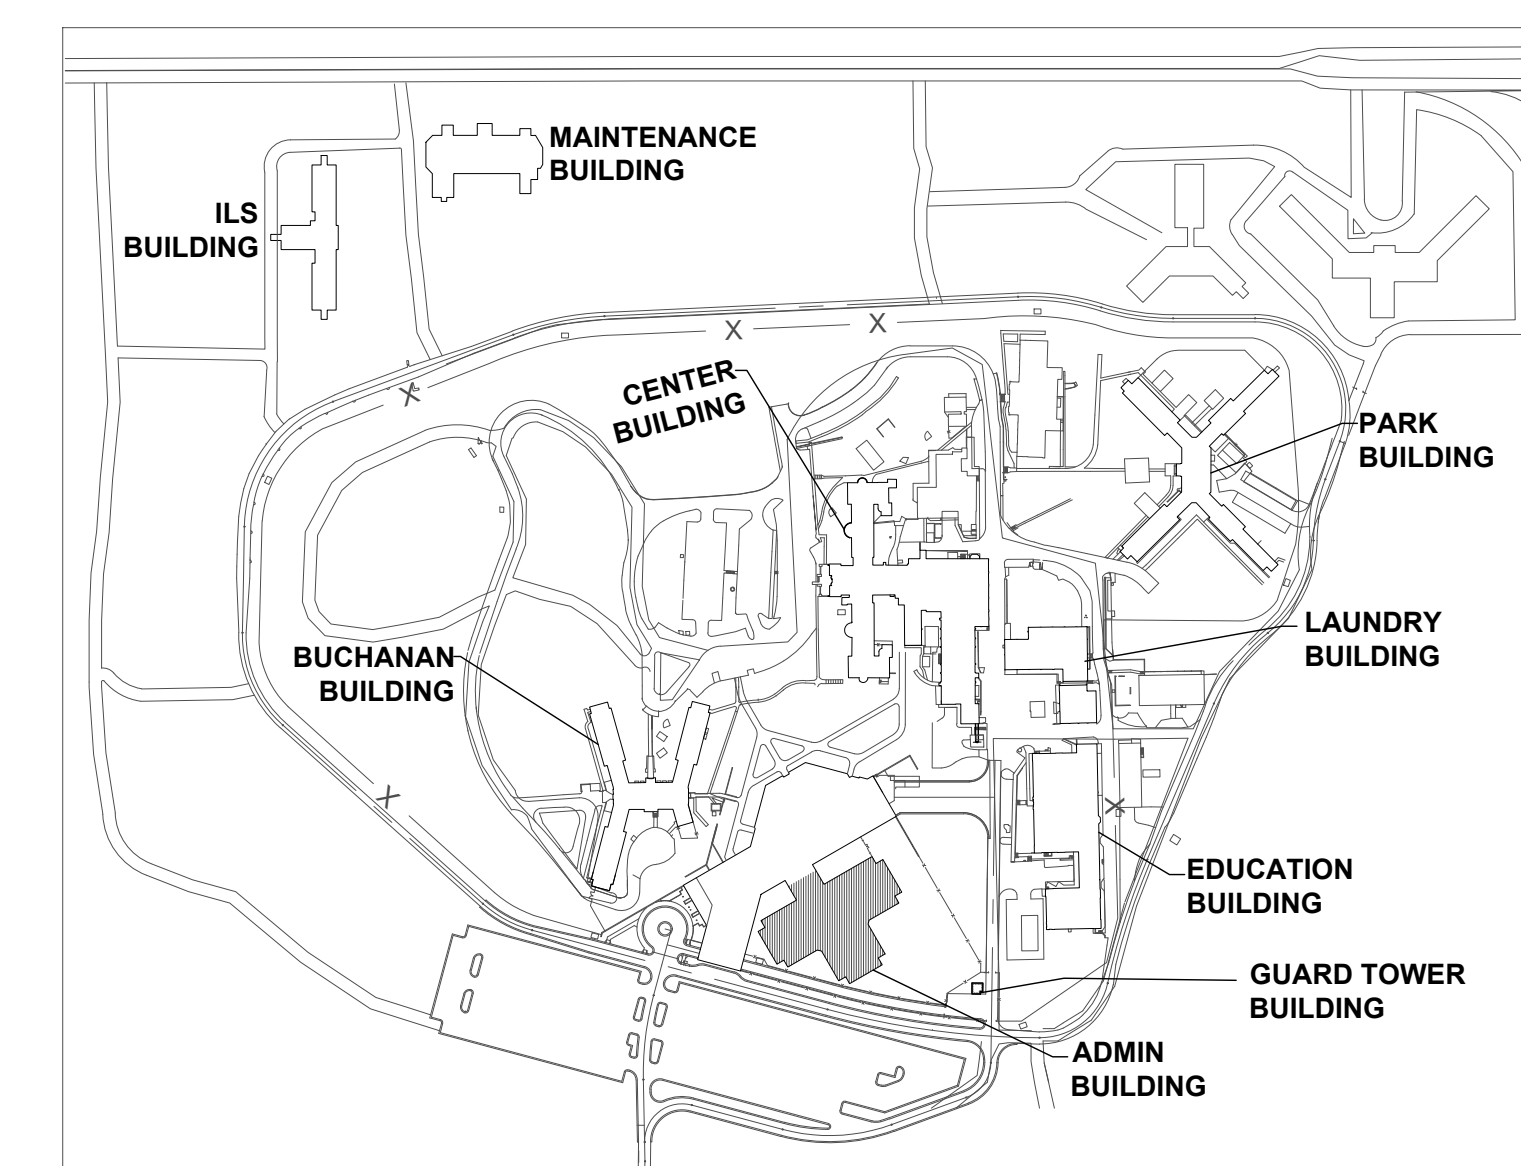 MAINTENANCE
BUILDING
ILS
BUILDING
X
X
X
CENTER
BUILDING
PARK
BUILDING
LAUNDRY
BUILDING
BUCHANAN
BUILDING
X
X
EDUCATION
BUILDING
GUARD TOWER
BUILDING
ADMIN
BUILDING